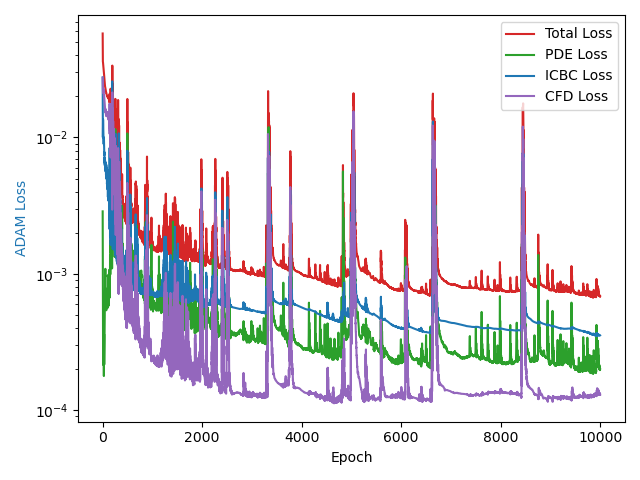 Total Loss
PDE Loss
ICBC Loss
CFD Loss
ADAM Loss
10⁻²
10⁻³
10⁻⁴
0 2000 4000 6000 8000 10000
Epoch